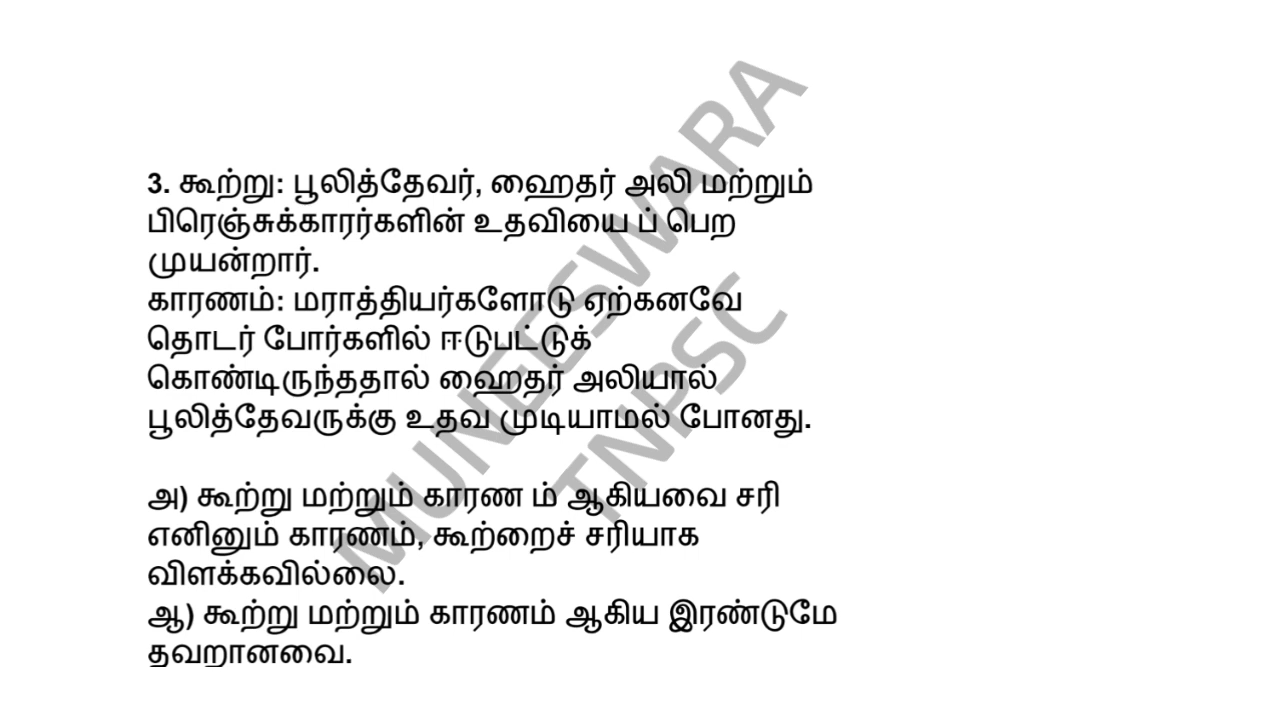 3. கூற்று: பூலித்தேவர், ஹைதர் அலி மற்றும்
பிரெஞ்சுக்காரர்களின் உதவியை ப் பெற
முயன்றார்.
காரணம்: மராத்தியர்களோடு ஏற்கனவே
தொடர் போர்களில் ஈடுபட்டுக்
கொண்டிருந்ததால் ஹைதர் அலியால்
பூலித்தேவருக்கு உதவ முடியாமல் போனது.
அ) கூற்று மற்றும் காரண ம் ஆகியவை சரி
எனினும் காரணம், கூற்றைச் சரியாக
விளக்கவில்லை.
ஆ) கூற்று மற்றும் காரணம் ஆகிய இரண்டுமே
தவறானவை.
MUNEESWARA
TNPSC